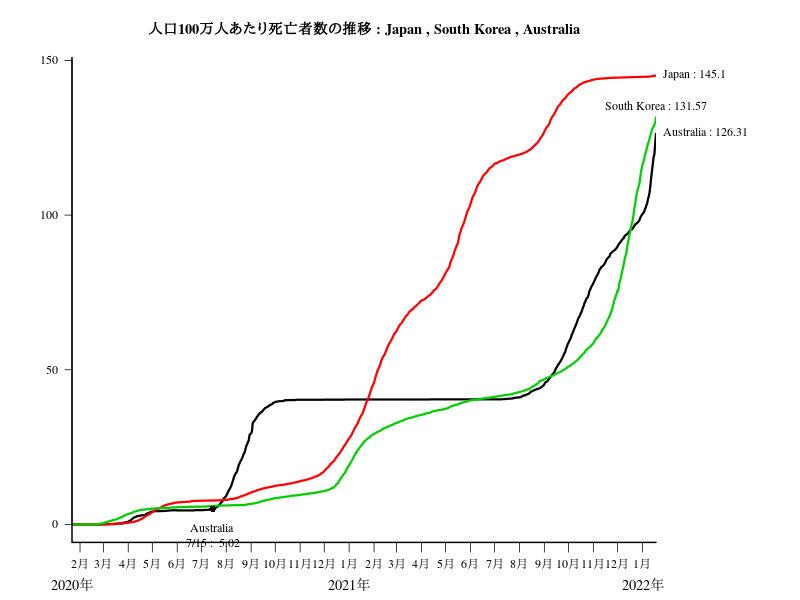 人口100万人あたり死亡者数の推移 : Japan , South Korea , Australia
150
Japan : 145.1
South Korea : 131.57
Australia : 126.31
100
50
0
Australia
7/15 : 5.02
2月 3月 4月 5月 6月 7月 8月 9月 10月 11月 12月 1月 2月 3月 4月 5月 6月 7月 8月 9月 10月 11月 12月 1月
2020年 2021年 2022年